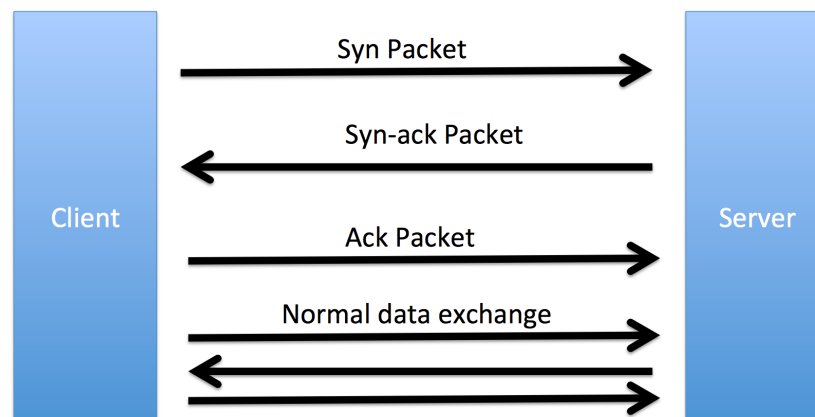 Syn Packet
Syn-ack Packet
Client
Server
Ack Packet
Normal data exchange